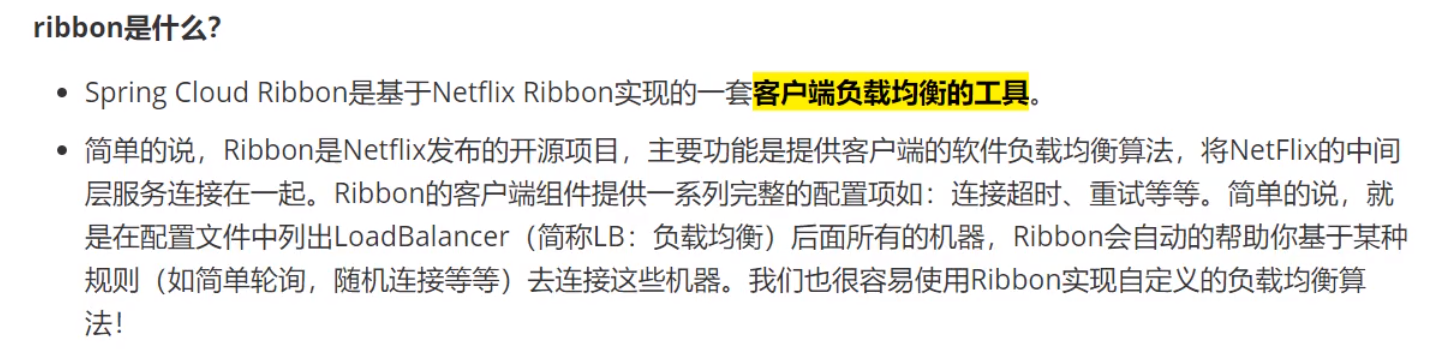 ribbon是什么？
• Spring Cloud Ribbon是基于Netflix Ribbon实现的一套客户端负载均衡的工具。
• 简单的说，Ribbon是Netflix发布的开源项目，主要功能是提供客户端的软件负载均衡算法，将NetFlix的中间
层服务连接在一起。Ribbon的客户端组件提供一系列完整的配置项如：连接超时、重试等等。简单的说，就
是在配置文件中列出LoadBalancer（简称LB：负载均衡）后面所有的机器，Ribbon会自动的帮助你基于某种
规则（如简单轮询，随机连接等等）去连接这些机器。我们也很容易使用Ribbon实现自定义的负载均衡算
法！